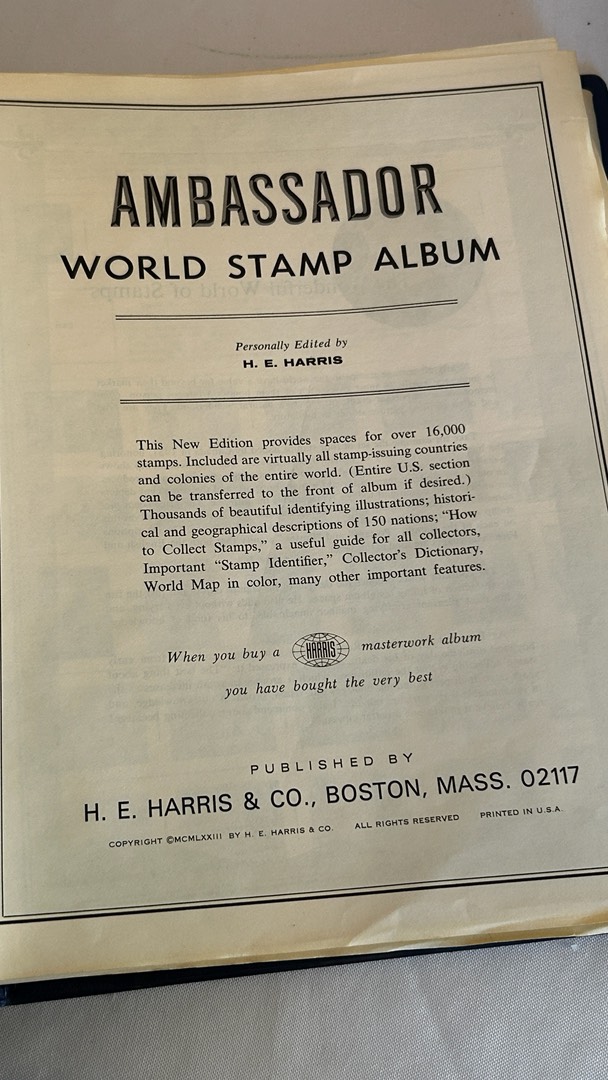 AMBASSADOR
WORLD STAMP ALBUM
Personally Edited by
H. E. HARRIS
This New Edition provides spaces for over 16,000
stamps. Included are virtually all stamp-issuing countries
and colonies of the entire world. (Entire U.S. section
can be transferred to the front of album if desired.)
Thousands of beautiful identifying illustrations; histori-
cal and geographical descriptions of 150 nations; "How
to Collect Stamps," a useful guide for all collectors,
Important "Stamp Identifier," Collector's Dictionary,
World Map in color, many other important features.
When you buy a HARRIS masterwork album
you have bought the very best
PUBLISHED BY
H. E. HARRIS & CO., BOSTON, MASS. 02117
COPYRIGHT ©MCMLXXIII BY H. E. HARRIS & CO. ALL RIGHTS RESERVED PRINTED IN U.S.A.